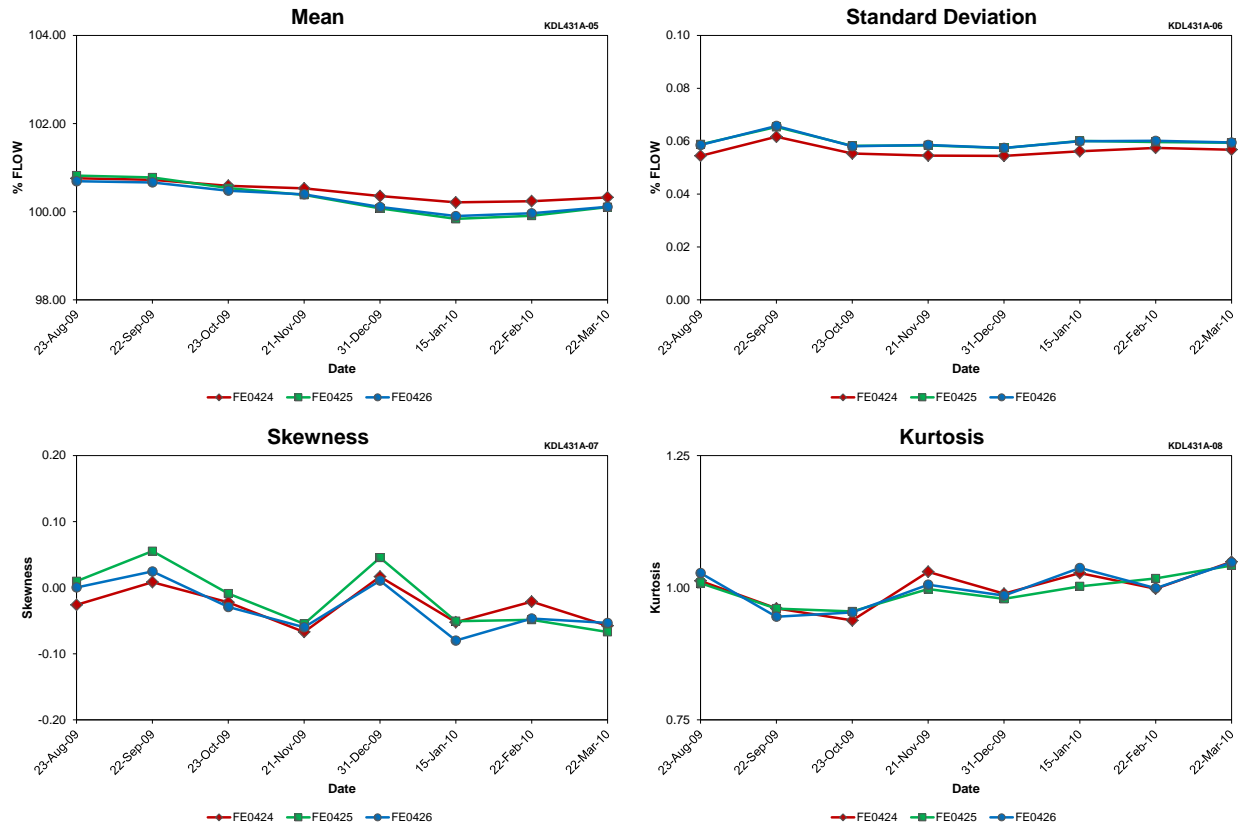 Mean
KDL431A-05
104.00
102.00
100.00
98.00
% FLOW
23-Aug-09
22-Sep-09
23-Oct-09
21-Nov-09
31-Dec-09
15-Jan-10
22-Feb-10
22-Mar-10
Date
FE0424 FE0425 FE0426
Standard Deviation
KDL431A-06
0.10
0.08
0.06
0.04
0.02
0.00
% FLOW
23-Aug-09
22-Sep-09
23-Oct-09
21-Nov-09
31-Dec-09
15-Jan-10
22-Feb-10
22-Mar-10
Date
FE0424 FE0425 FE0426
Skewness
KDL431A-07
0.20
0.10
0.00
-0.10
-0.20
Skewness
23-Aug-09
22-Sep-09
23-Oct-09
21-Nov-09
31-Dec-09
15-Jan-10
22-Feb-10
22-Mar-10
Date
FE0424 FE0425 FE0426
Kurtosis
KDL431A-08
1.25
1.00
0.75
Kurtosis
23-Aug-09
22-Sep-09
23-Oct-09
21-Nov-09
31-Dec-09
15-Jan-10
22-Feb-10
22-Mar-10
Date
FE0424 FE0425 FE0426